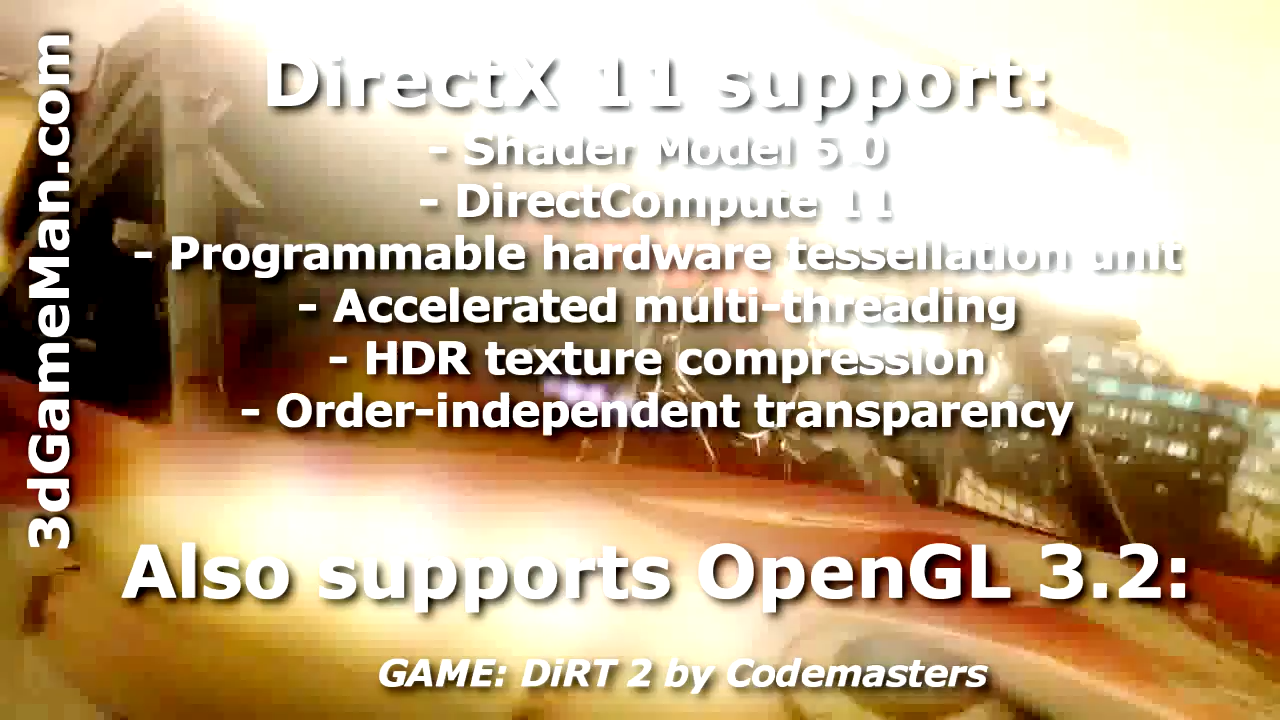 3dGameMan.com
DirectX 11 support:
- Shader Model 5.0
- DirectCompute 11
- Programmable hardware tessellation unit
- Accelerated multi-threading
- HDR texture compression
- Order-independent transparency
Also supports OpenGL 3.2:
GAME: DiRT 2 by Codemasters